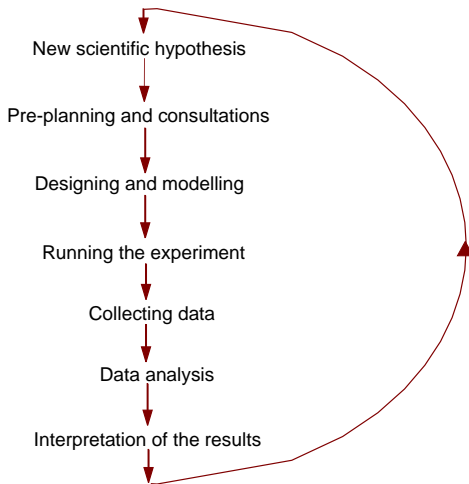 New scientific hypothesis
Pre-planning and consultations
Designing and modelling
Running the experiment
Collecting data
Data analysis
Interpretation of the results